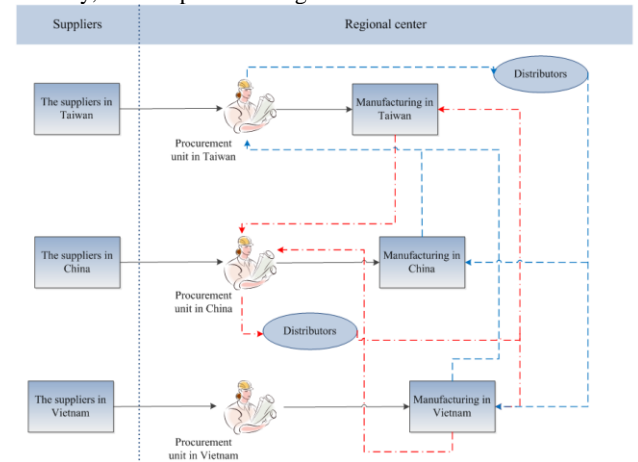 Suppliers
Regional center
Distributors
The suppliers in
Taiwan
Manufacturing in
Taiwan
Procurement
unit in Taiwan
The suppliers in
China
Manufacturing in
China
Procurement
unit in China
Distributors
The suppliers in
Vietnam
Manufacturing in
Vietnam
Procurement
unit in Vietnam